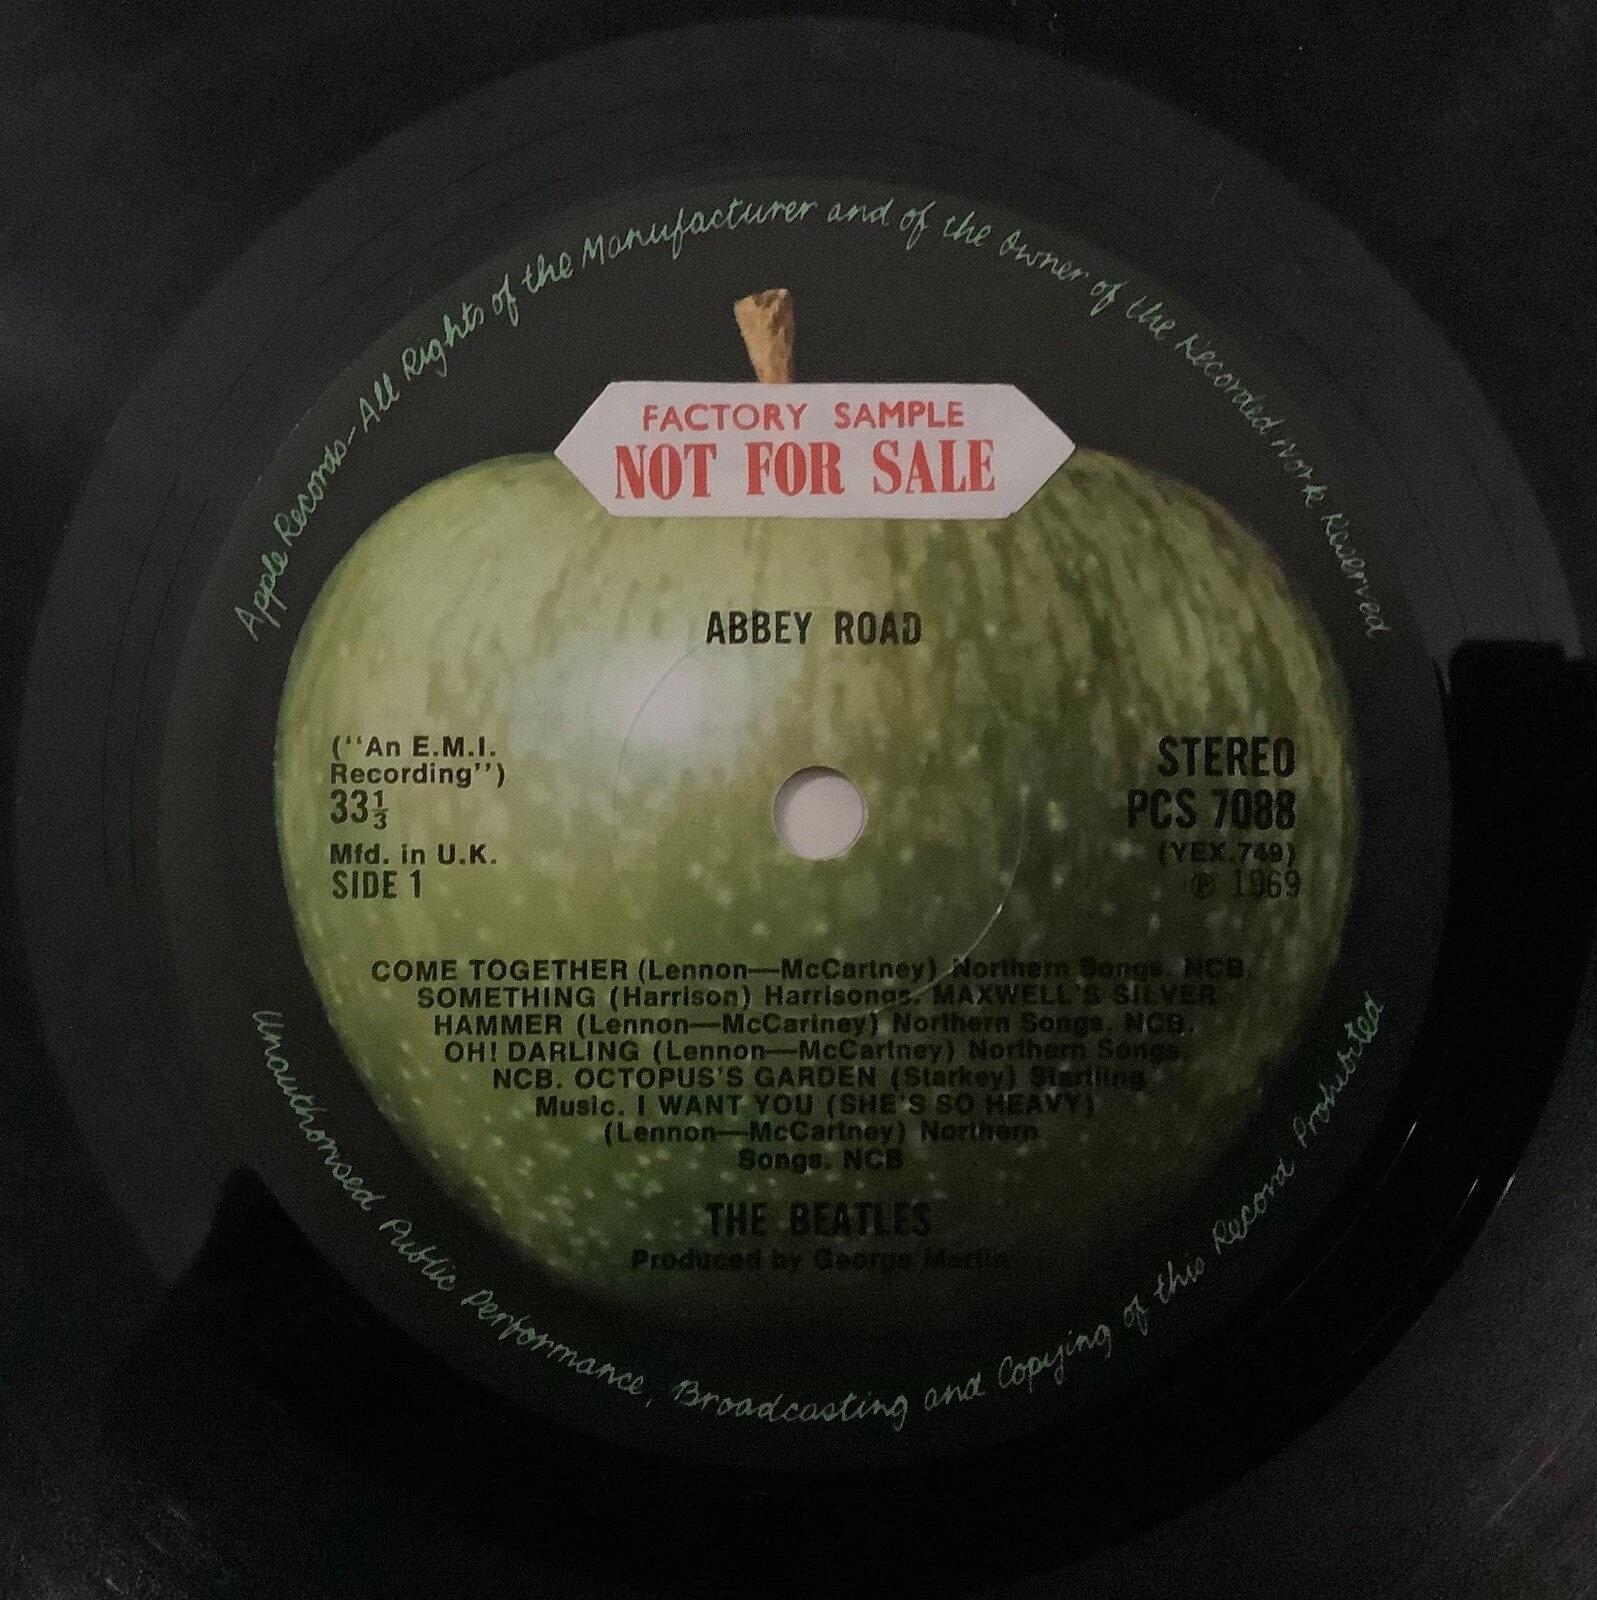 Apple Records-All Rights of the Manufacturer and of the Owner of the Recorded Work Reserved
FACTORY SAMPLE
NOT FOR SALE
ABBEY ROAD
(“An E.M.I.
Recording”)
33⅓
Mfd. in U.K.
SIDE 1
STEREO
PCS 7088
(YEX.749)
℗ 1969
COME TOGETHER (Lennon—McCartney) Northern Songs. NCB.
SOMETHING (Harrison) Harrisongs. MAXWELL'S SILVER
HAMMER (Lennon—McCartney) Northern Songs. NCB.
OH! DARLING (Lennon—McCartney) Northern Songs.
NCB. OCTOPUS'S GARDEN (Starkey) Startling
Music. I WANT YOU (SHE'S SO HEAVY)
(Lennon—McCartney) Northern
Songs. NCB
THE BEATLES
Produced by George Martin
Unauthorised Public Performance, Broadcasting and Copying of this Record Prohibited